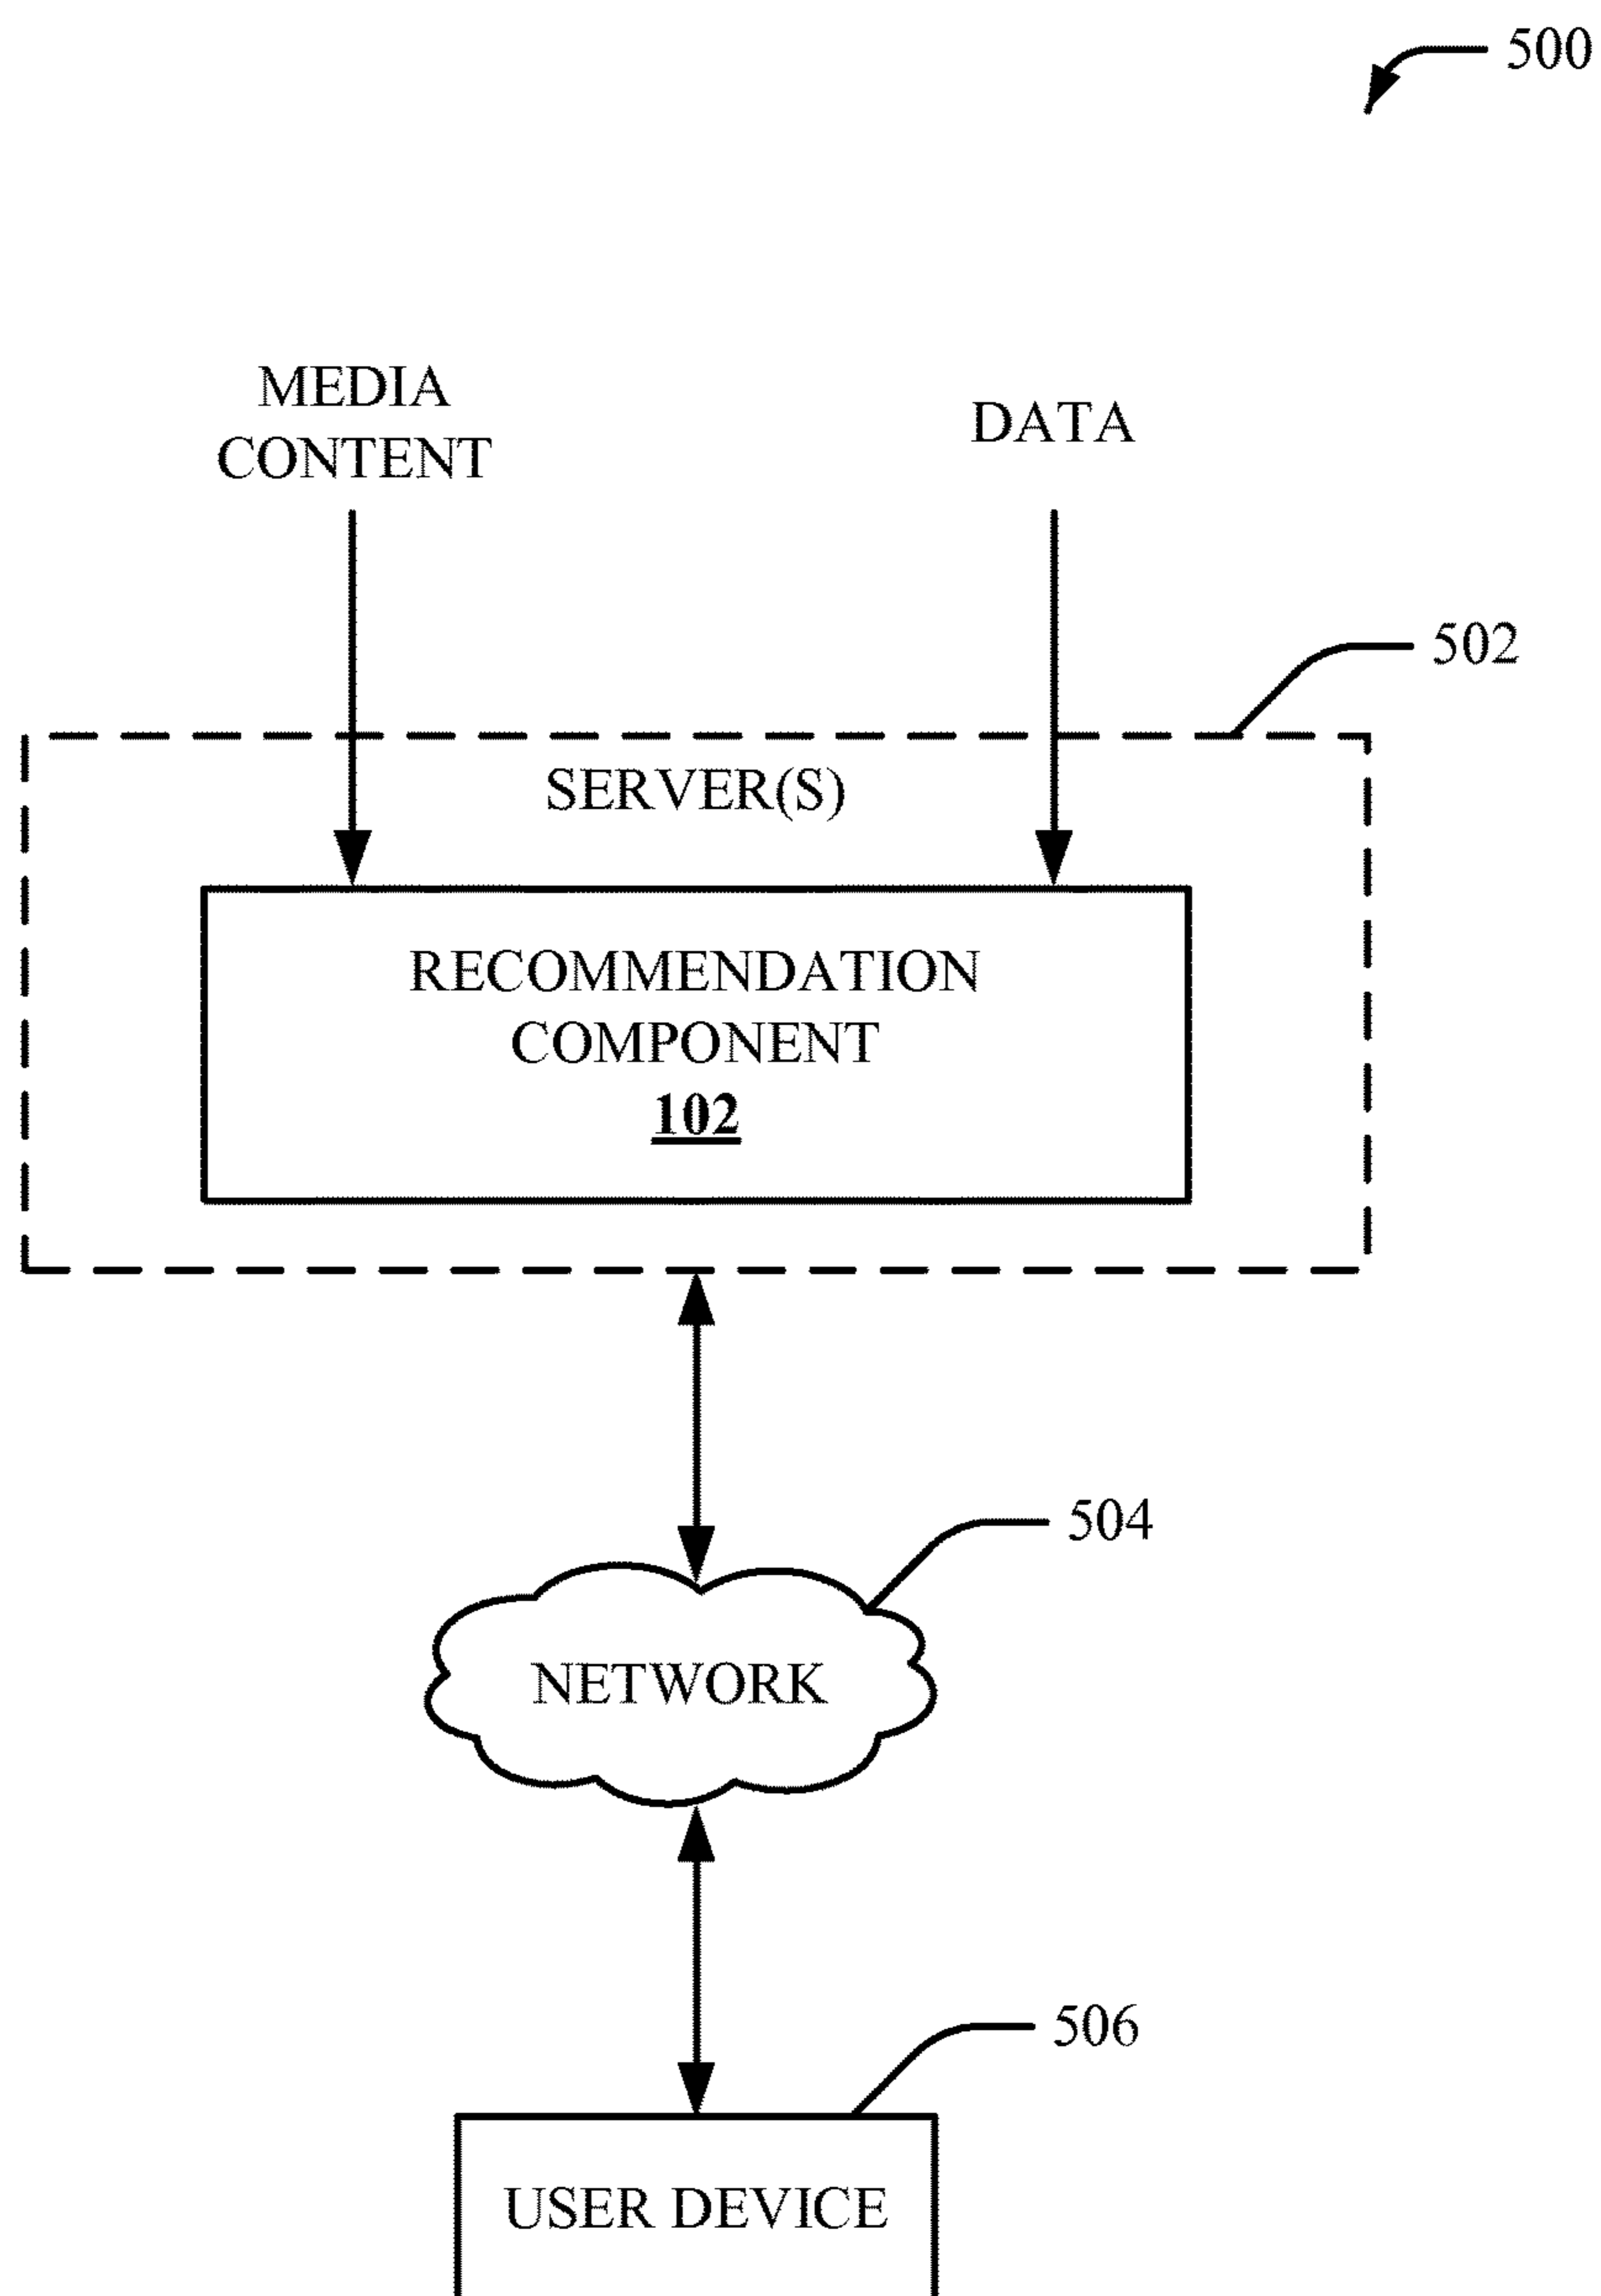 500
MEDIA
CONTENT
DATA
502
SERVER(S)
RECOMMENDATION
COMPONENT
102
504
NETWORK
506
USER DEVICE